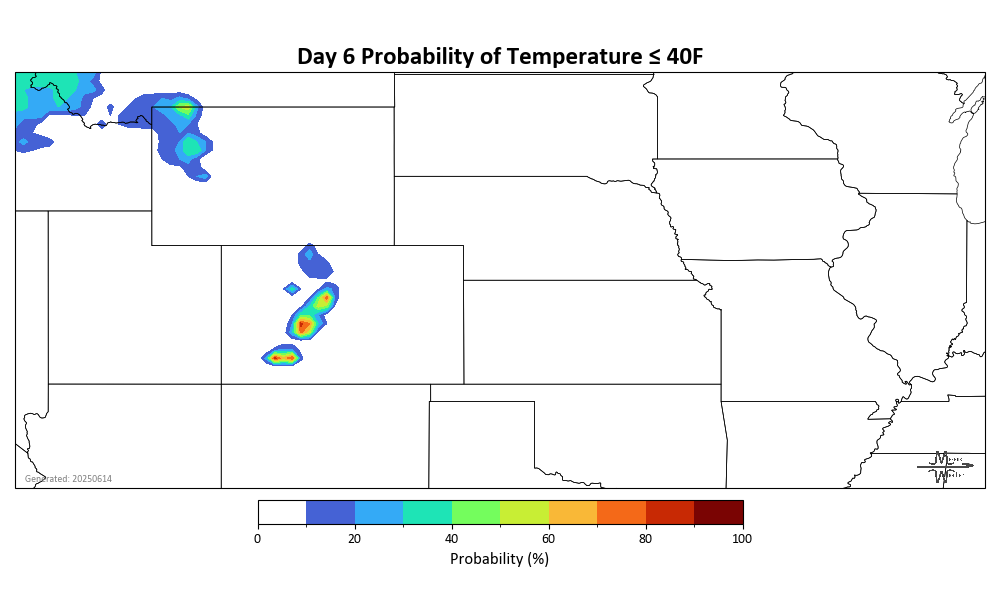 Day 6 Probability of Temperature ≤ 40F
Generated: 20250614
0 20 40 60 80 100
Probability (%)